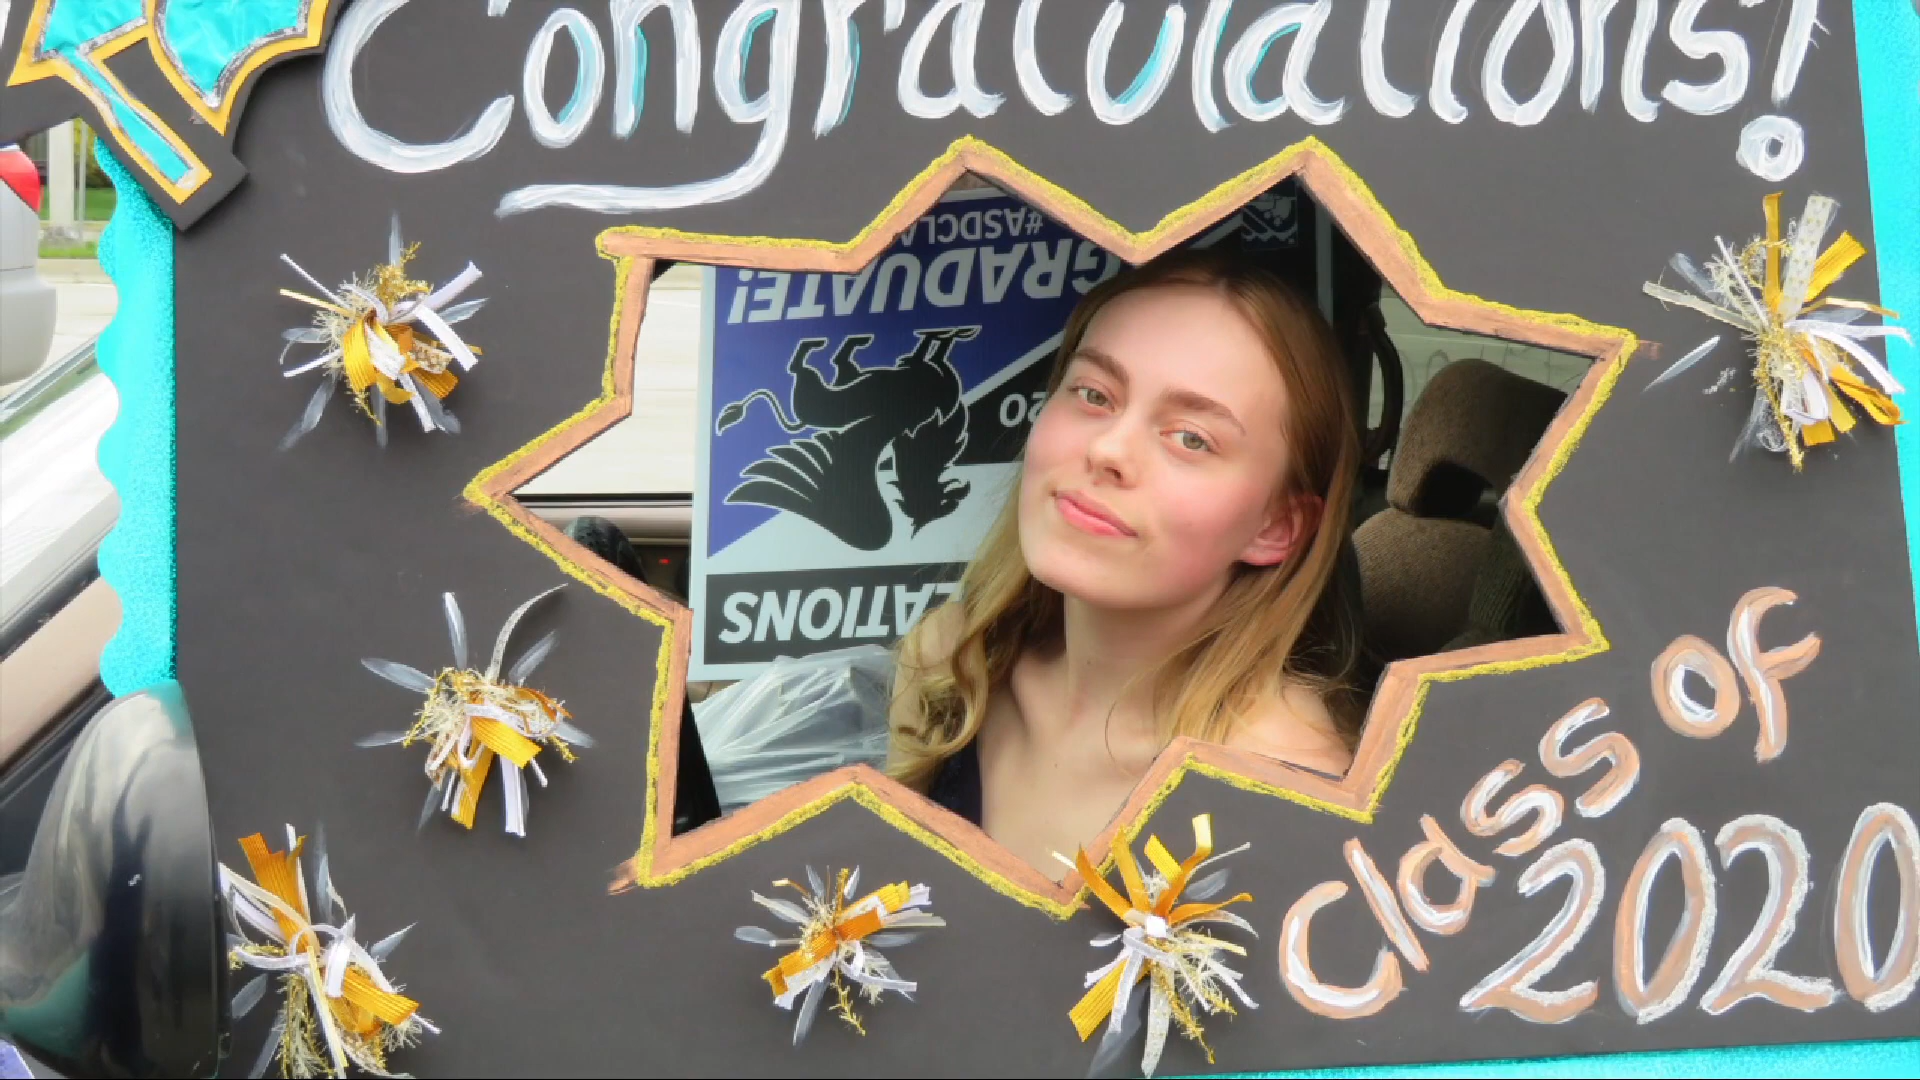 Congratulations!
#ASDCLA
GRADUATE!
20
LATIONS
Class of
2020